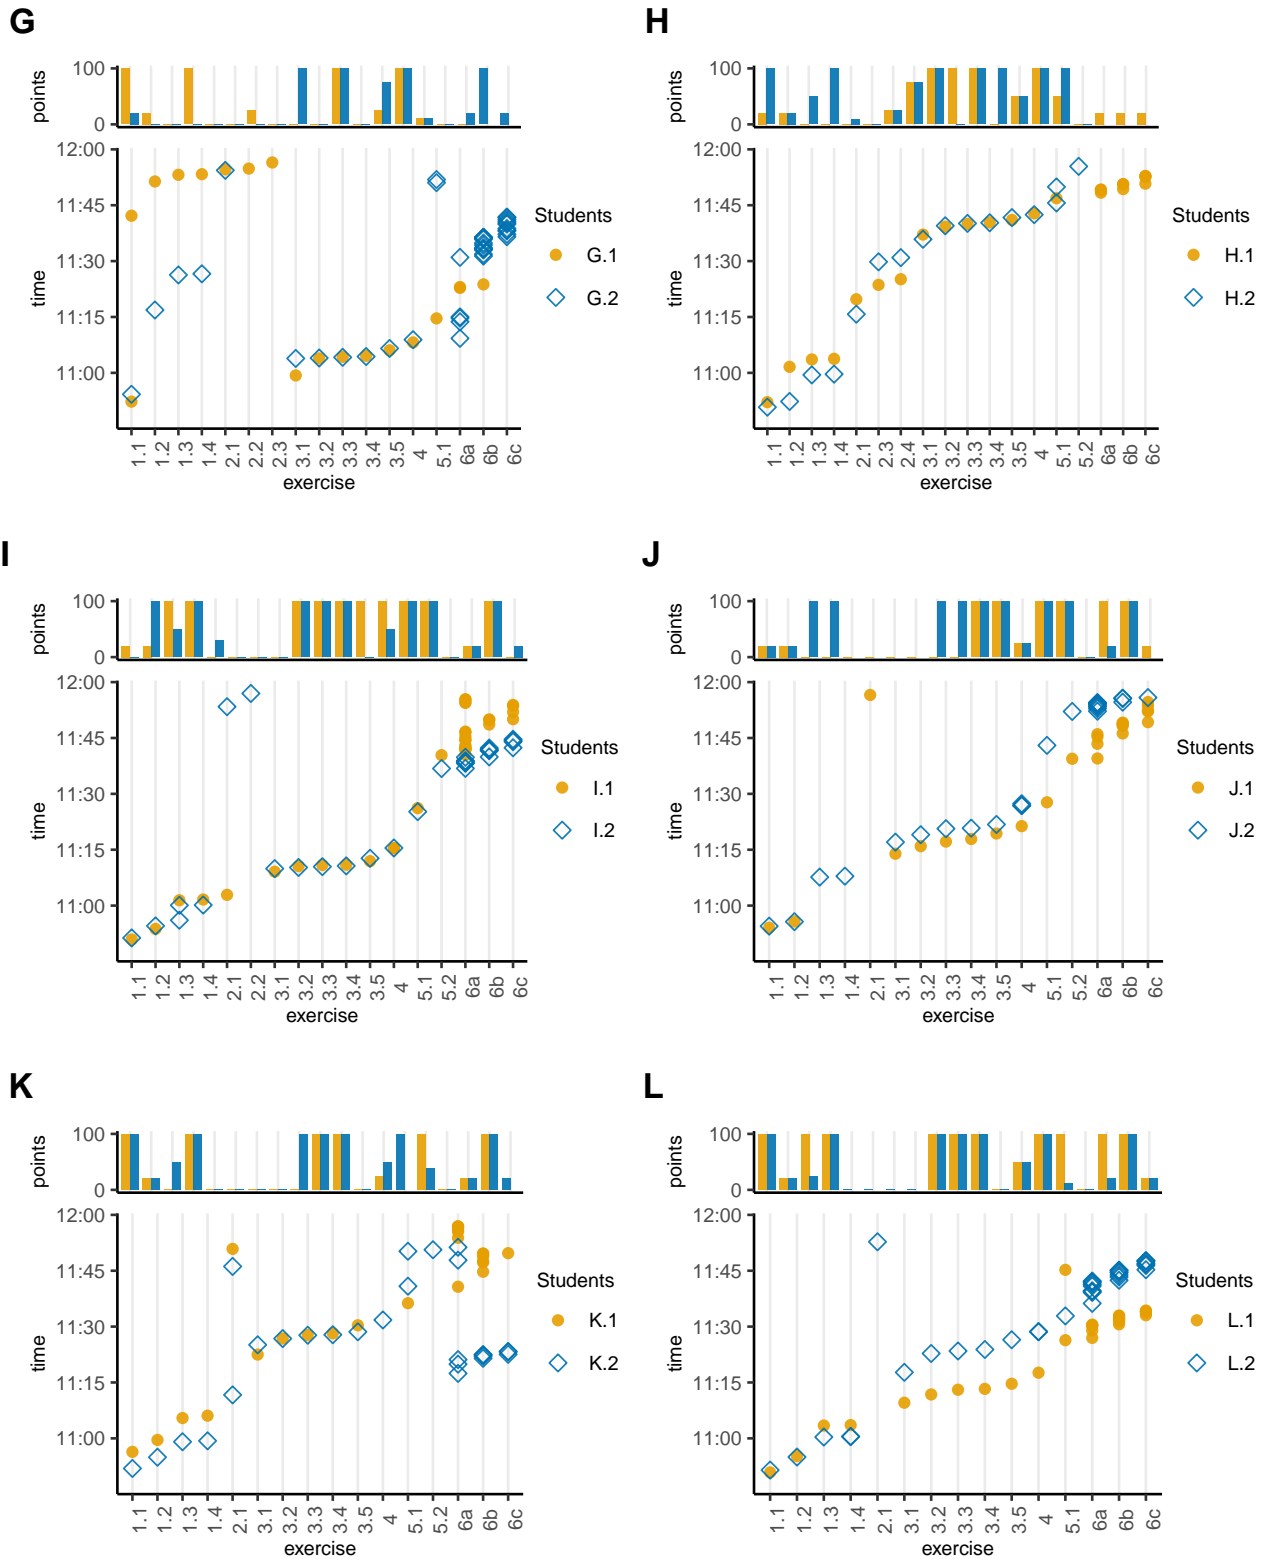 G
points
100
0
12:00
11:45
11:30
11:15
11:00
time
1.1 1.2 1.3 1.4 2.1 2.2 2.3 3.1 3.2 3.3 3.4 3.5 4 5.1 6a 6b 6c
exercise
Students
G.1
G.2
H
points
100
0
12:00
11:45
11:30
11:15
11:00
time
1.1 1.2 1.3 1.4 2.1 2.3 2.4 3.1 3.2 3.3 3.4 3.5 4 5.1 5.2 6a 6b 6c
exercise
Students
H.1
H.2
I
points
100
0
12:00
11:45
11:30
11:15
11:00
time
1.1 1.2 1.3 1.4 2.1 2.2 3.1 3.2 3.3 3.4 3.5 4 5.1 5.2 6a 6b 6c
exercise
Students
I.1
I.2
J
points
100
0
12:00
11:45
11:30
11:15
11:00
time
1.1 1.2 1.3 1.4 2.1 3.1 3.2 3.3 3.4 3.5 4 5.1 5.2 6a 6b 6c
exercise
Students
J.1
J.2
K
points
100
0
12:00
11:45
11:30
11:15
11:00
time
1.1 1.2 1.3 1.4 2.1 3.1 3.2 3.3 3.4 3.5 4 5.1 5.2 6a 6b 6c
exercise
Students
K.1
K.2
L
points
100
0
12:00
11:45
11:30
11:15
11:00
time
1.1 1.2 1.3 1.4 2.1 3.1 3.2 3.3 3.4 3.5 4 5.1 6a 6b 6c
exercise
Students
L.1
L.2